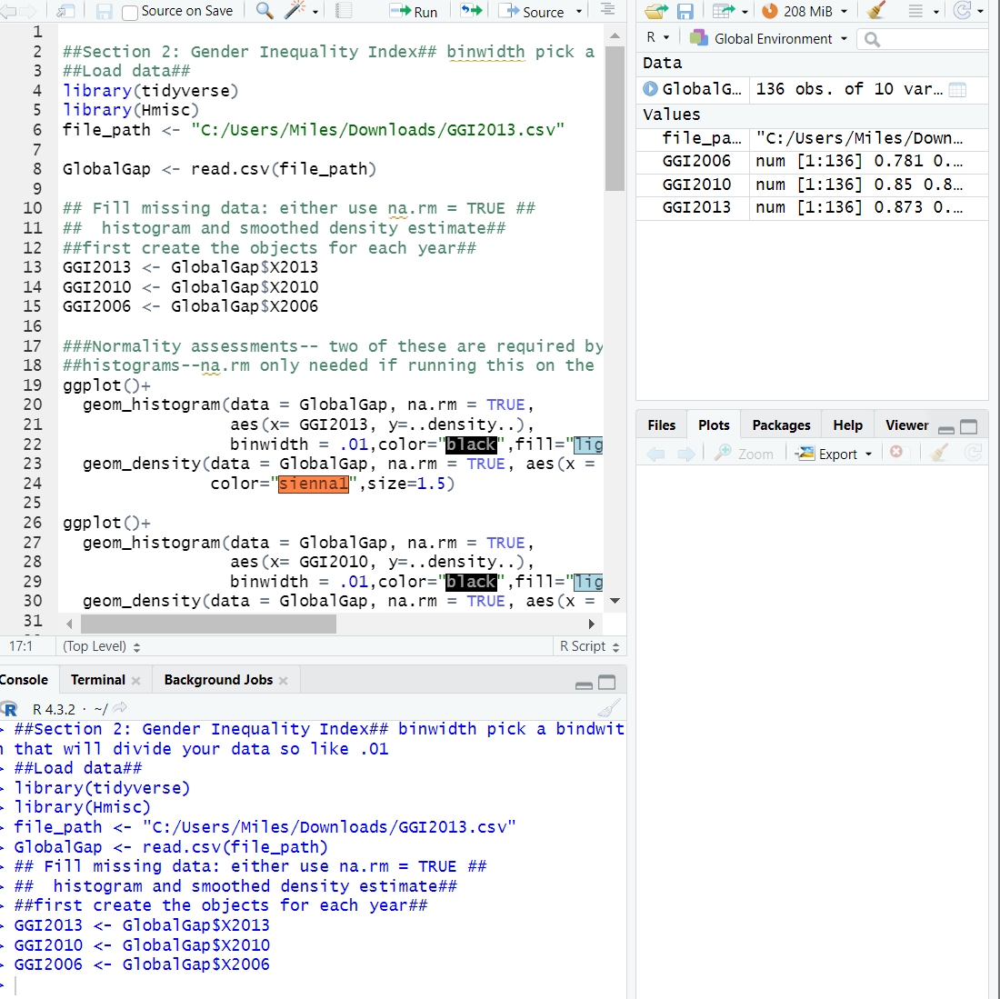 Source on Save
Run
Source
1
2 ##Section 2: Gender Inequality Index## binwidth pick a
3 ##Load data##
4 library(tidyverse)
5 library(Hmisc)
6 file_path <- "C:/Users/Miles/Downloads/GGI2013.csv"
7
8 GlobalGap <- read.csv(file_path)
9
10 ## Fill missing data: either use na.rm = TRUE ##
11 ##  histogram and smoothed density estimate##
12 ##first create the objects for each year##
13 GGI2013 <- GlobalGap$X2013
14 GGI2010 <- GlobalGap$X2010
15 GGI2006 <- GlobalGap$X2006
16
17 ###Normality assessments-- two of these are required by
18 ##histograms--na.rm only needed if running this on the
19 ggplot()+
20   geom_histogram(data = GlobalGap, na.rm = TRUE,
21                  aes(x= GGI2013, y=..density..),
22                  binwidth = .01,color="black",fill="lig
23   geom_density(data = GlobalGap, na.rm = TRUE, aes(x =
24                color="sienna1",size=1.5)
25
26 ggplot()+
27   geom_histogram(data = GlobalGap, na.rm = TRUE,
28                  aes(x= GGI2010, y=..density..),
29                  binwidth = .01,color="black",fill="lig
30   geom_density(data = GlobalGap, na.rm = TRUE, aes(x =
31
17:1 (Top Level) R Script
Console Terminal Background Jobs
R R 4.3.2 · ~/
> ##Section 2: Gender Inequality Index## binwidth pick a bindwit
h that will divide your data so like .01
> ##Load data##
> library(tidyverse)
> library(Hmisc)
> file_path <- "C:/Users/Miles/Downloads/GGI2013.csv"
> GlobalGap <- read.csv(file_path)
> ## Fill missing data: either use na.rm = TRUE ##
> ##  histogram and smoothed density estimate##
> ##first create the objects for each year##
> GGI2013 <- GlobalGap$X2013
> GGI2010 <- GlobalGap$X2010
> GGI2006 <- GlobalGap$X2006
>
208 MiB
R Global Environment
Data
GlobalG… 136 obs. of 10 var…
Values
file_pa… "C:/Users/Miles/Down…
GGI2006 num [1:136] 0.781 0.…
GGI2010 num [1:136] 0.85 0.8…
GGI2013 num [1:136] 0.873 0.…
Files Plots Packages Help Viewer
Zoom Export